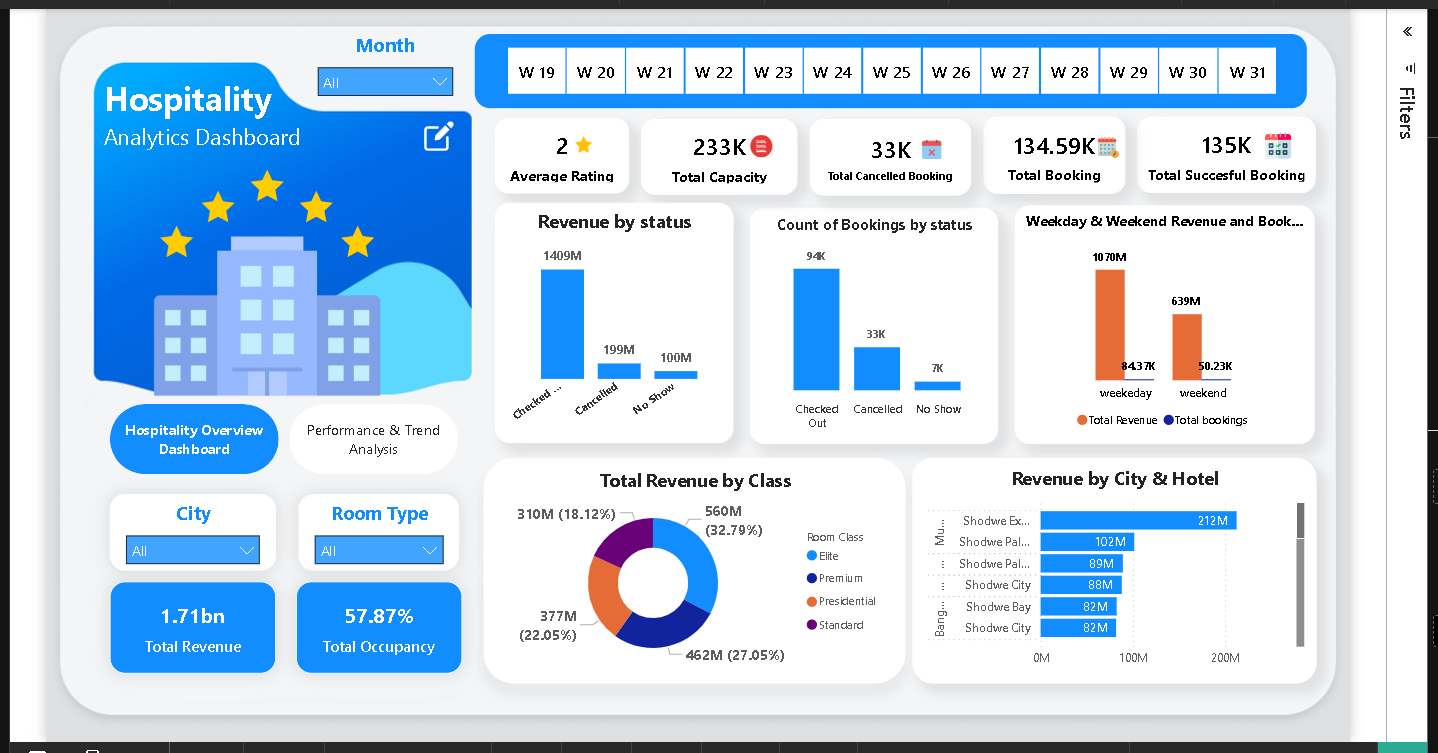 Month
All
Hospitality
Analytics Dashboard
W 19 W 20 W 21 W 22 W 23 W 24 W 25 W 26 W 27 W 28 W 29 W 30 W 31
2
Average Rating
233K
Total Capacity
33K
Total Cancelled Booking
134.59K
Total Booking
135K
Total Succesful Booking
Revenue by status
1409M
199M
100M
Checked ...
Cancelled
No Show
Count of Bookings by status
94K
33K
7K
Checked
Out
Cancelled
No Show
Weekday & Weekend Revenue and Book...
1070M
639M
84.37K
50.23K
weekeday
weekend
Total Revenue Total bookings
Hospitality Overview
Dashboard
Performance & Trend
Analysis
City
All
Room Type
All
1.71bn
Total Revenue
57.87%
Total Occupancy
Total Revenue by Class
310M (18.12%)
560M
(32.79%)
377M
(22.05%)
462M (27.05%)
Room Class
Elite
Premium
Presidential
Standard
Revenue by City & Hotel
Mu...
...
...
Bang...
Shodwe Ex... 212M
Shodwe Pal... 102M
Shodwe Pal... 89M
Shodwe City 88M
Shodwe Bay 82M
Shodwe City 82M
0M 100M 200M
Filters